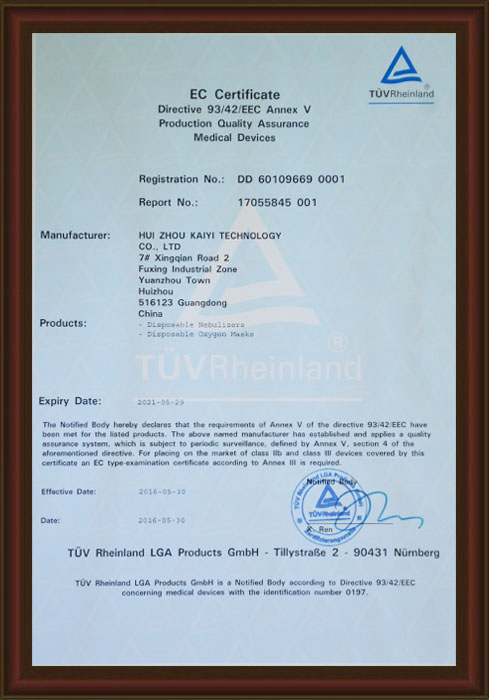 TÜVRheinland®
EC Certificate
Directive 93/42/EEC Annex V
Production Quality Assurance
Medical Devices
Registration No.: DD 60109669 0001
Report No.: 17055845 001
Manufacturer: HUI ZHOU KAIYI TECHNOLOGY
CO., LTD
7# Xingqian Road 2
Fuxing Industrial Zone
Yuanzhou Town
Huizhou
516123 Guangdong
China
Products: - Disposable Nebulizers
- Disposable Oxygen Masks
TÜVRheinland®
Expiry Date: 2021-05-29
The Notified Body hereby declares that the requirements of Annex V of the directive 93/42/EEC have
been met for the listed products. The above named manufacturer has established and applies a quality
assurance system, which is subject to periodic surveillance, defined by Annex V, section 4 of the
aforementioned directive. For placing on the market of class IIb and class III devices covered by this
certificate an EC type-examination certificate according to Annex III is required.
Effective Date: 2016-05-30
Notified Body
TÜVRheinland
Date: 2016-05-30
X. Ren
Zertifizierungsstelle
TÜV Rheinland LGA Products GmbH - Tillystraße 2 - 90431 Nürnberg
TÜV Rheinland LGA Products GmbH is a Notified Body according to Directive 93/42/EEC
concerning medical devices with the identification number 0197.